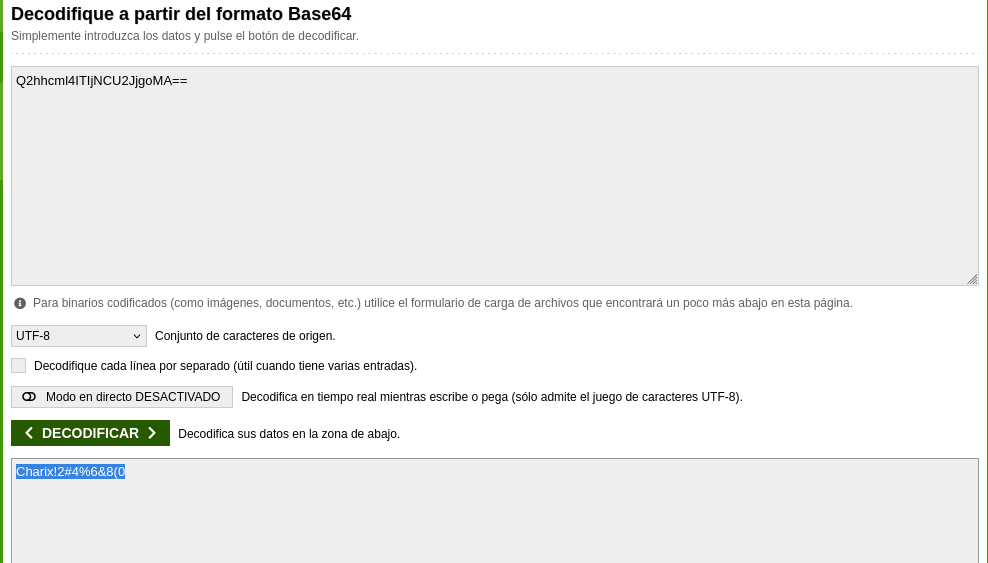 Decodifique a partir del formato Base64
Simplemente introduzca los datos y pulse el botón de decodificar.
Q2hhcml4ITIjNCU2JjgoMA==
Para binarios codificados (como imágenes, documentos, etc.) utilice el formulario de carga de archivos que encontrará un poco más abajo en esta página.
UTF-8 Conjunto de caracteres de origen.
Decodifique cada línea por separado (útil cuando tiene varias entradas).
Modo en directo DESACTIVADO Decodifica en tiempo real mientras escribe o pega (sólo admite el juego de caracteres UTF-8).
< DECODIFICAR > Decodifica sus datos en la zona de abajo.
Charix!2#4%6&8(0